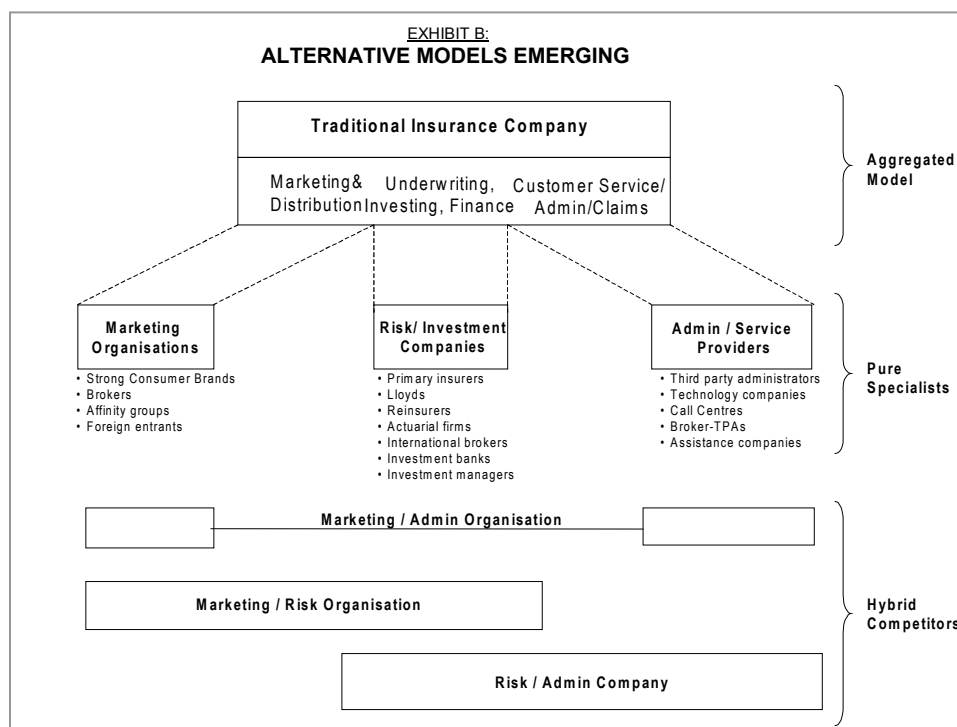 EXHIBIT B:
ALTERNATIVE MODELS EMERGING
Traditional Insurance Company
Marketing& Underwriting, Customer Service/
Distribution Investing, Finance Admin/Claims
Aggregated
Model
Marketing
Organisations
• Strong Consumer Brands
• Brokers
• Affinity groups
• Foreign entrants
Risk/ Investment
Companies
• Primary insurers
• Lloyds
• Reinsurers
• Actuarial firms
• International brokers
• Investment banks
• Investment managers
Admin / Service
Providers
• Third party administrators
• Technology companies
• Call Centres
• Broker-TPAs
• Assistance companies
Pure
Specialists
Marketing / Admin Organisation
Marketing / Risk Organisation
Risk / Admin Company
Hybrid
Competitors